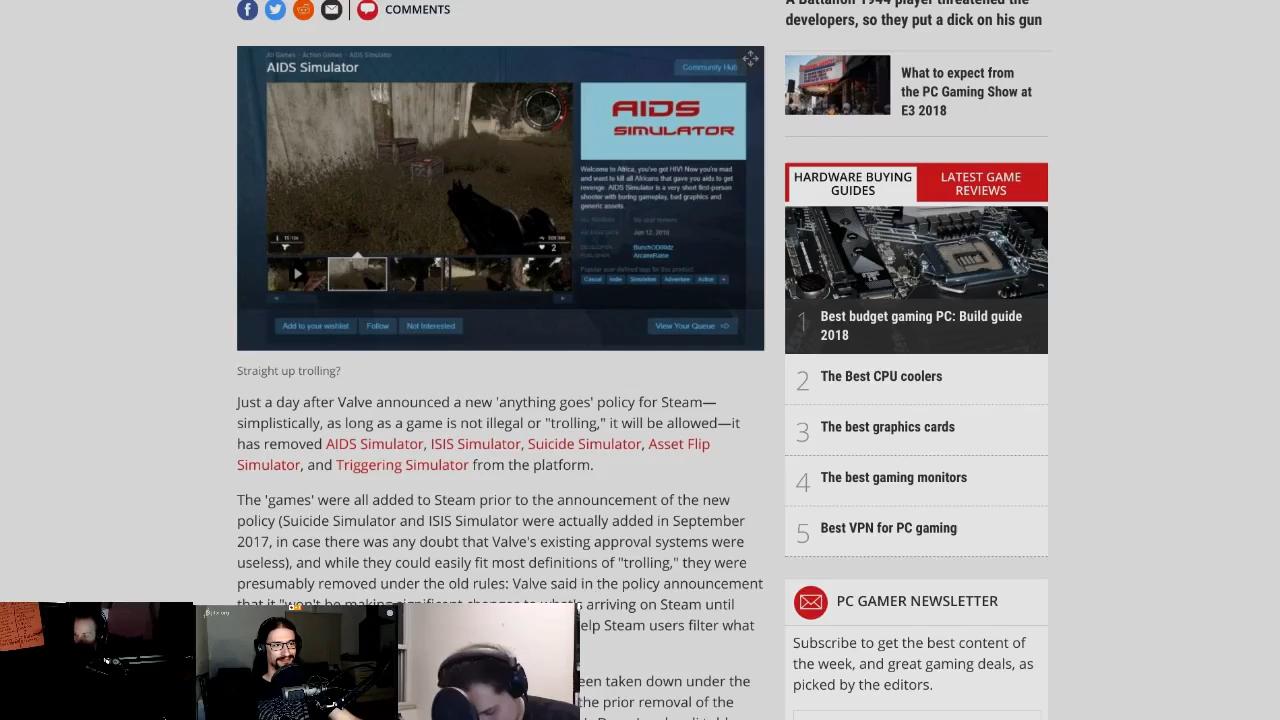 A Battalion 1944 player threatened the
developers, so they put a dick on his gun
COMMENTS
All Games > Action Games > AIDS Simulator
AIDS Simulator
Community Hub
AIDS
SIMULATOR
Welcome to Africa, you've got HIV! Now you're mad
and want to kill all Africans that gave you aids to get
revenge. AIDS Simulator is a very short first-person
shooter with boring gameplay, bad graphics and
generic assets.
No user reviews
Jun 12, 2018
DEVELOPER:
PUBLISHER:
ArcaneRaise
Popular user-defined tags for this product:
Casual Indie Simulation Adventure Action +
2
Add to your wishlist
Follow
Not Interested
View Your Queue
Straight up trolling?
Just a day after Valve announced a new 'anything goes' policy for Steam—
simplistically, as long as a game is not illegal or "trolling," it will be allowed—it
has removed AIDS Simulator, ISIS Simulator, Suicide Simulator, Asset Flip
Simulator, and Triggering Simulator from the platform.
The 'games' were all added to Steam prior to the announcement of the new
policy (Suicide Simulator and ISIS Simulator were actually added in September
2017, in case there was any doubt that Valve's existing approval systems were
useless), and while they could easily fit most definitions of "trolling," they were
presumably removed under the old rules: Valve said in the policy announcement
that it "won't be making significant changes to what's arriving on Steam until
elp Steam users filter what
een taken down under the
the prior removal of the
What to expect from
the PC Gaming Show at
E3 2018
HARDWARE BUYING
GUIDES
LATEST GAME
REVIEWS
1 Best budget gaming PC: Build guide
2018
2 The Best CPU coolers
3 The best graphics cards
4 The best gaming monitors
5 Best VPN for PC gaming
PC GAMER NEWSLETTER
Subscribe to get the best content of
the week, and great gaming deals, as
picked by the editors.